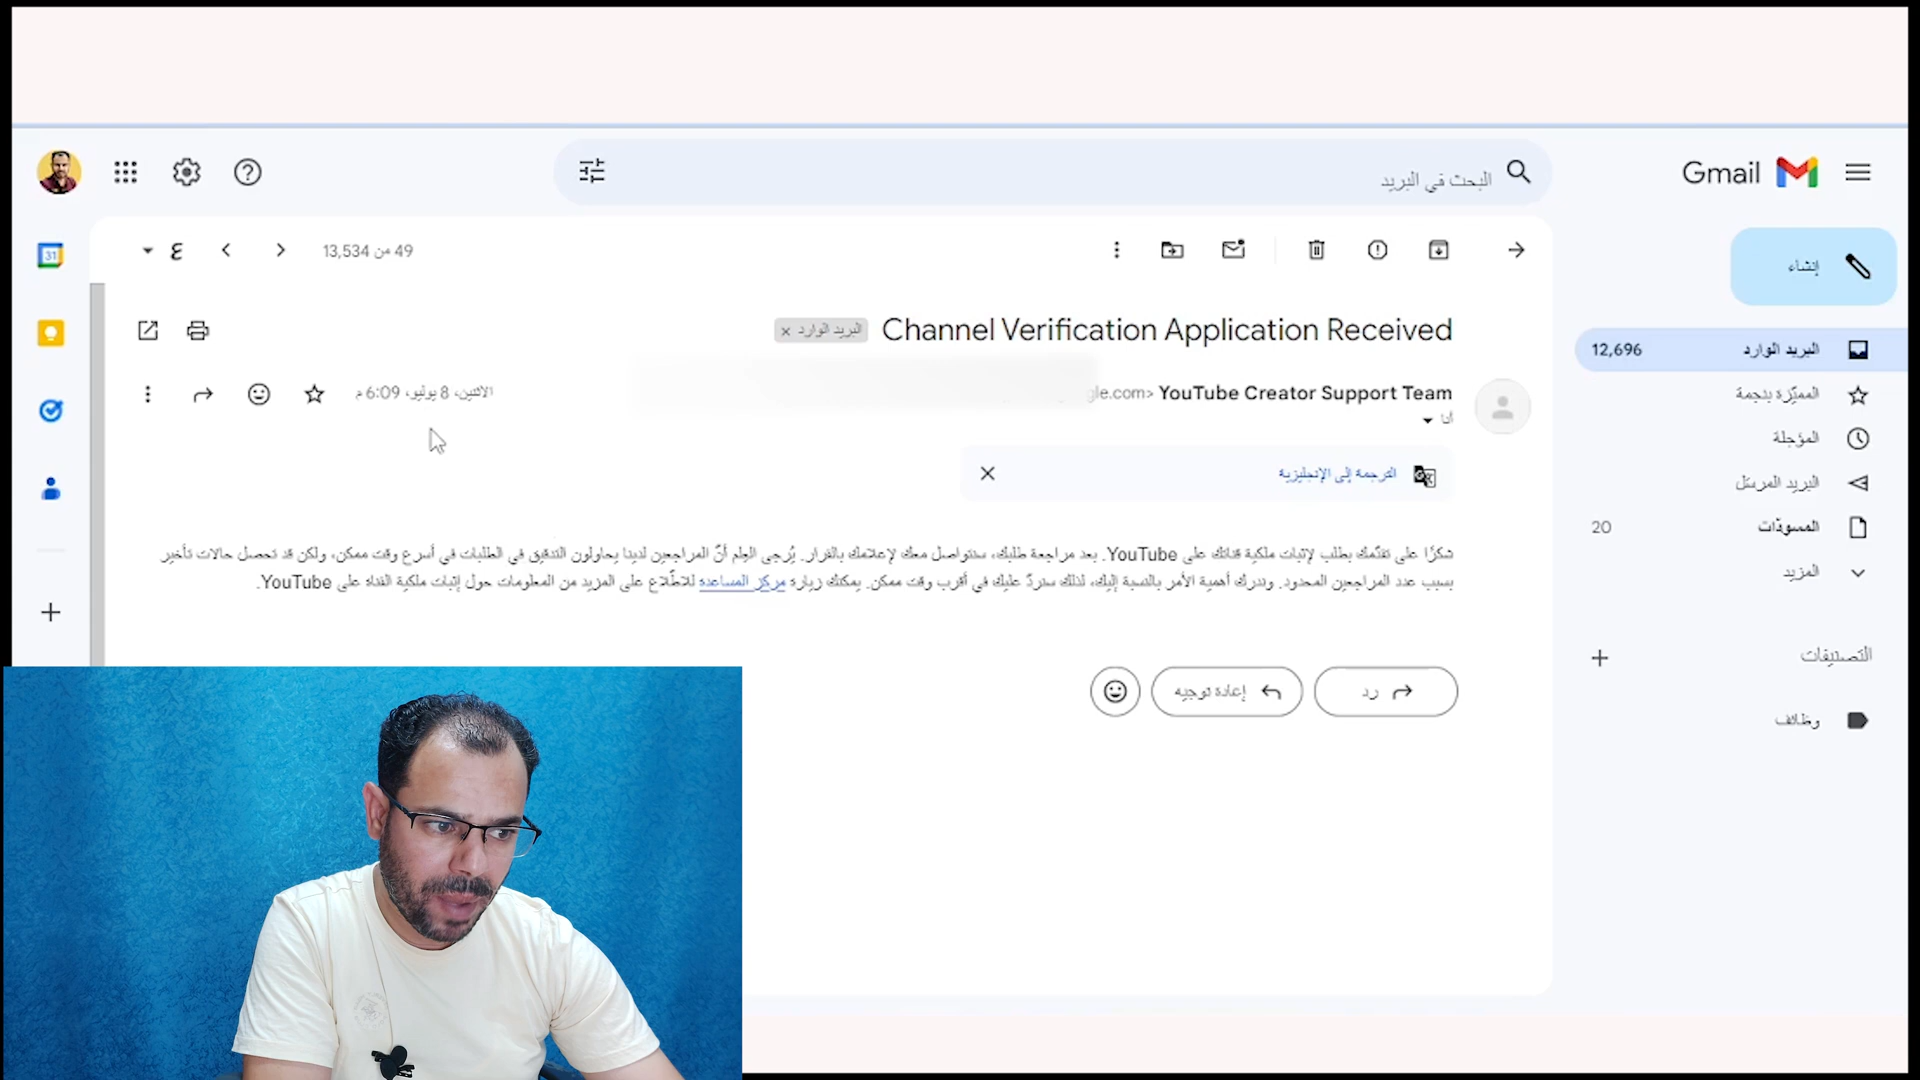 Gmail
البحث في البريد
إنشاء
البريد الوارد 12,696
المميّزة بنجمة
المؤجلة
البريد المرسَل
المسودّات 20
المزيد
التصنيفات
وظائف
49 من 13,534
ع
Channel Verification Application Received البريد الوارد ×
YouTube Creator Support Team gle.com>
الاثنين، 8 يوليو، 6:09 م
أنا
الترجمة إلى الإنجليزية
شكرًا على تقدّمك بطلب لإثبات ملكية قناتك على YouTube. بعد مراجعة طلبك، سنتواصل معك لإعلامك بالقرار. يُرجى العلم أنّ المراجعين لدينا يحاولون التدقيق في الطلبات في أسرع وقت ممكن، ولكن قد تحصل حالات تأخير
بسبب عدد المراجعين المحدود. وندرك أهمية الأمر بالنسبة إليك، لذلك سنردّ عليك في أقرب وقت ممكن. يمكنك زيارة مركز المساعدة للاطّلاع على المزيد من المعلومات حول إثبات ملكية القناة على YouTube.
رد
إعادة توجيه
31